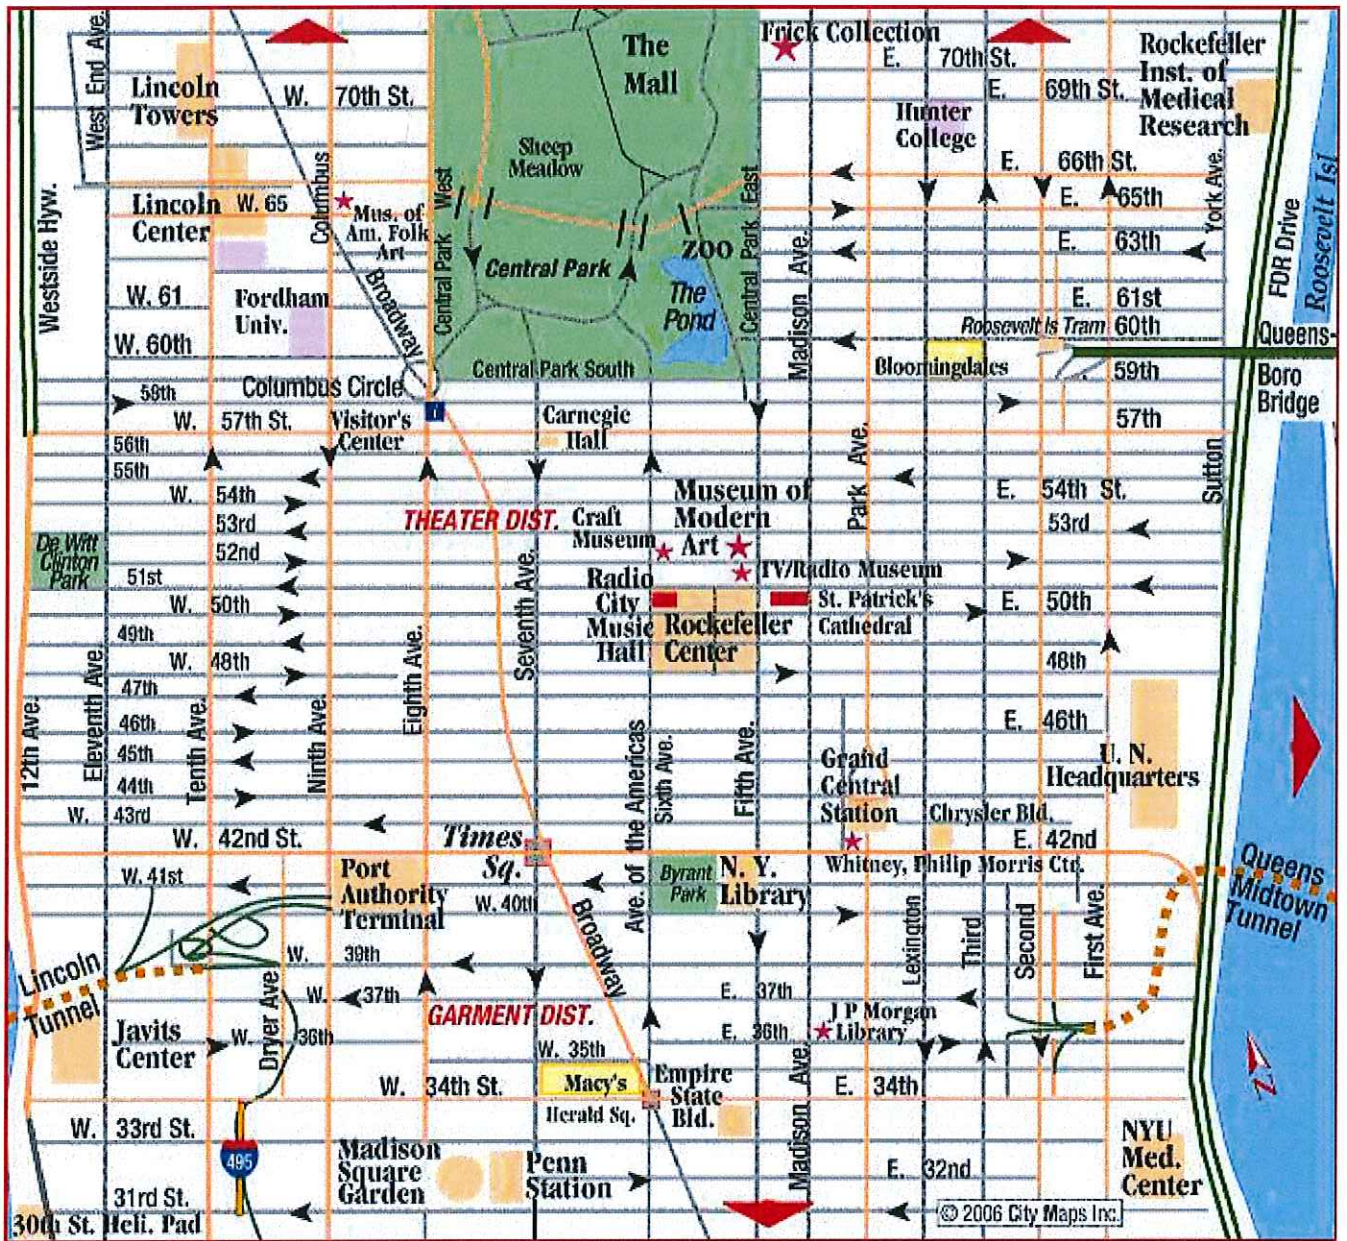 West End Ave.
Lincoln
Towers
W. 70th St.
The
Mall
Frick Collection
E. 70th St.
E. 69th St.
Rockefeller
Inst. of
Medical
Research
Hunter
College
Sheep
Meadow
E. 66th St.
E. 65th
York Ave.
Roosevelt Isl
Westside Hyw.
Lincoln
Center
W. 65
Columbus
Mus. of
Am. Folk
Art
Central Park West
ZOO
Central Park
The
Pond
Central Park East
Madison Ave.
E. 63th
FDR Drive
W. 61
Fordham
Univ.
Broadway
E. 61st
Roosevelt Is Tram
60th
Queens-
Boro
Bridge
W. 60th
Columbus Circle
Central Park South
Bloomingdales
59th
58th
W. 57th St.
Visitor's
Center
i
Carnegie
Hall
57th
56th
55th
W. 54th
Park Ave.
E. 54th St.
Sutton
Museum of
Modern
Art
THEATER DIST.
Craft
Museum
53rd
53rd
52nd
De Witt
Clinton
Park
51st
Seventh Ave.
Radio
City
Music
Hall
TV/Radio Museum
St. Patrick's
Cathedral
Rockefeller
Center
W. 50th
E. 50th
49th
W. 48th
48th
47th
12th Ave.
Eleventh Ave.
Tenth Ave.
Ninth Ave.
Eighth Ave.
46th
E. 46th
45th
44th
W. 43rd
Ave. of the Americas
Sixth Ave.
Fifth Ave.
Grand
Central
Station
U. N.
Headquarters
Chrysler Bld.
W. 42nd St.
Times
Sq.
E. 42nd
Whitney, Philip Morris Ctr.
W. 41st
Port
Authority
Terminal
W. 40th
Byrant
Park
N. Y.
Library
Queens
Midtown
Tunnel
Broadway
Lexington
Third
Second
First Ave.
Lincoln
Tunnel
W. 39th
Dryer Ave
W. 37th
E. 37th
GARMENT DIST.
J P Morgan
Library
Javits
Center
W. 36th
E. 36th
W. 35th
Macy's
Empire
State
Bld.
Madison Ave.
W. 34th St.
E. 34th
Herald Sq.
N
W. 33rd St.
495
Madison
Square
Garden
Penn
Station
E. 32nd
NYU
Med.
Center
31rd St.
30th St. Heli. Pad
© 2006 City Maps Inc.